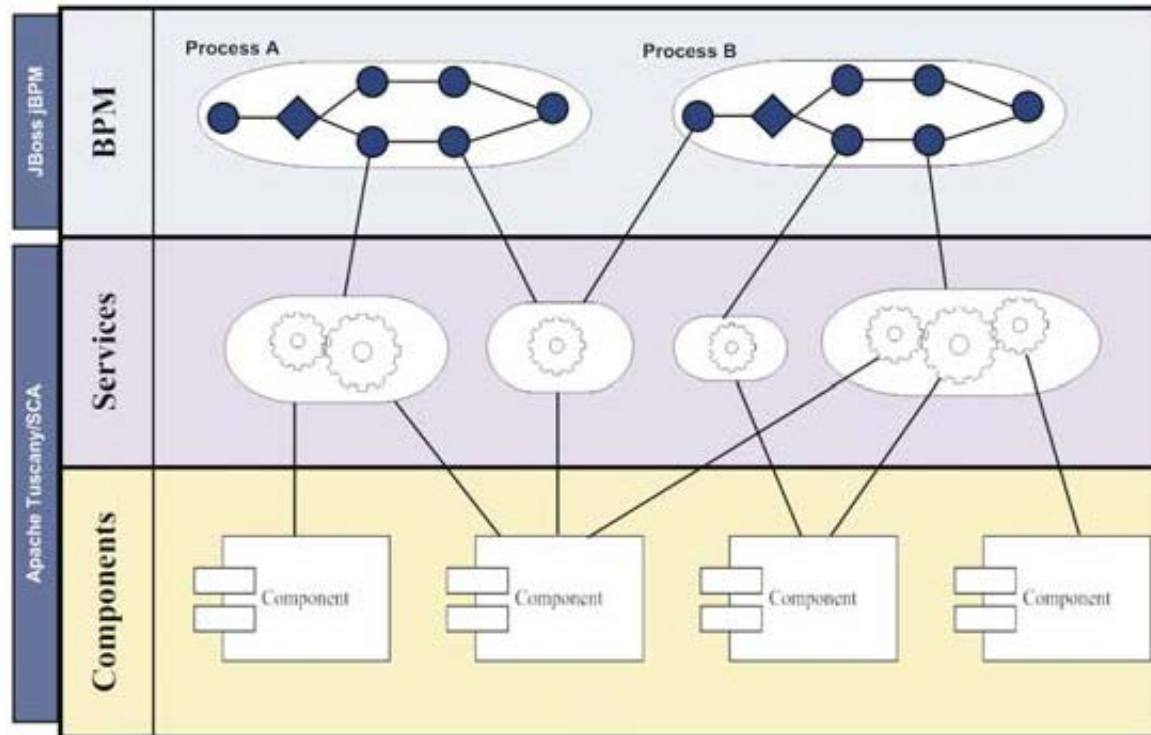 JBoss jBPM
BPM
Process A
Process B
Apache Tuscany/SCA
Services
Components
Component
Component
Component
Component